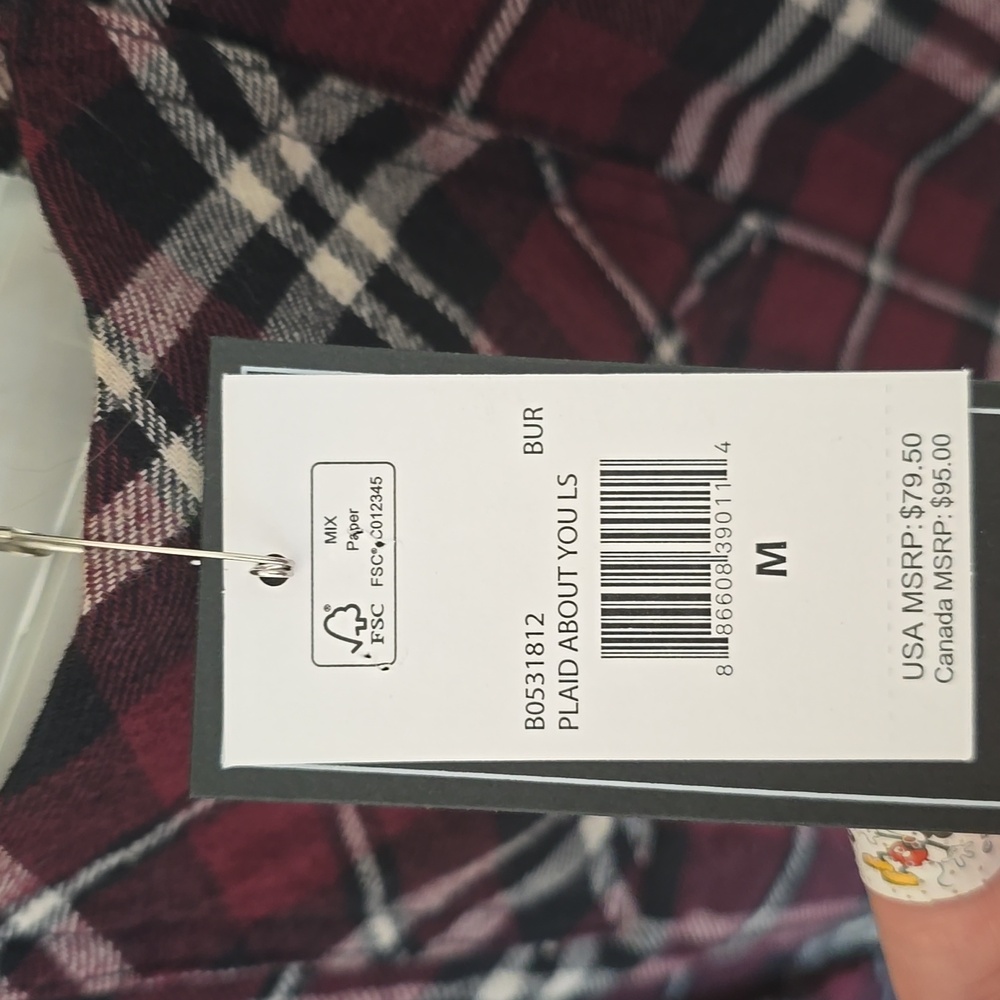 MIX
Paper
FSC® C012345
FSC
B0531812 BUR
PLAID ABOUT YOU LS
8 86608 39011 4
M
USA MSRP: $79.50
Canada MSRP: $95.00